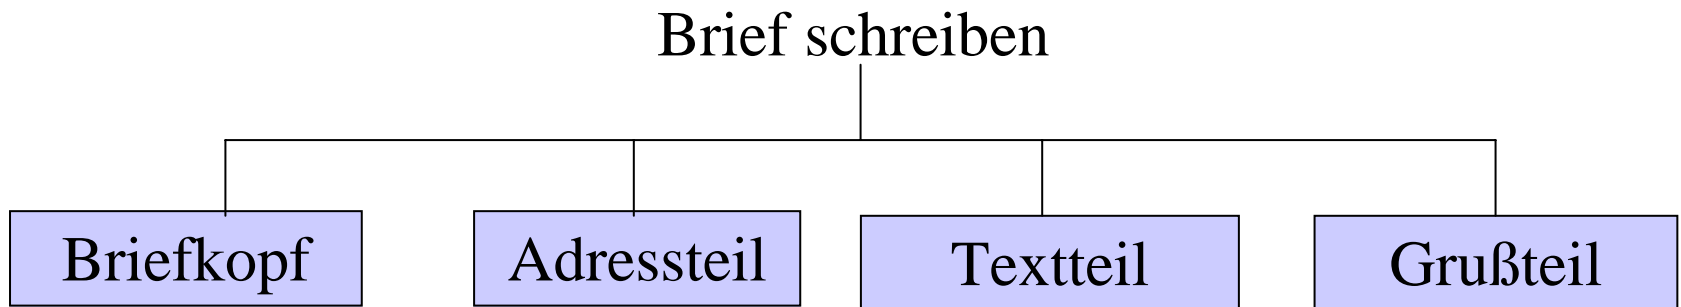 Brief schreiben
Briefkopf
Adressteil
Textteil
Grußteil